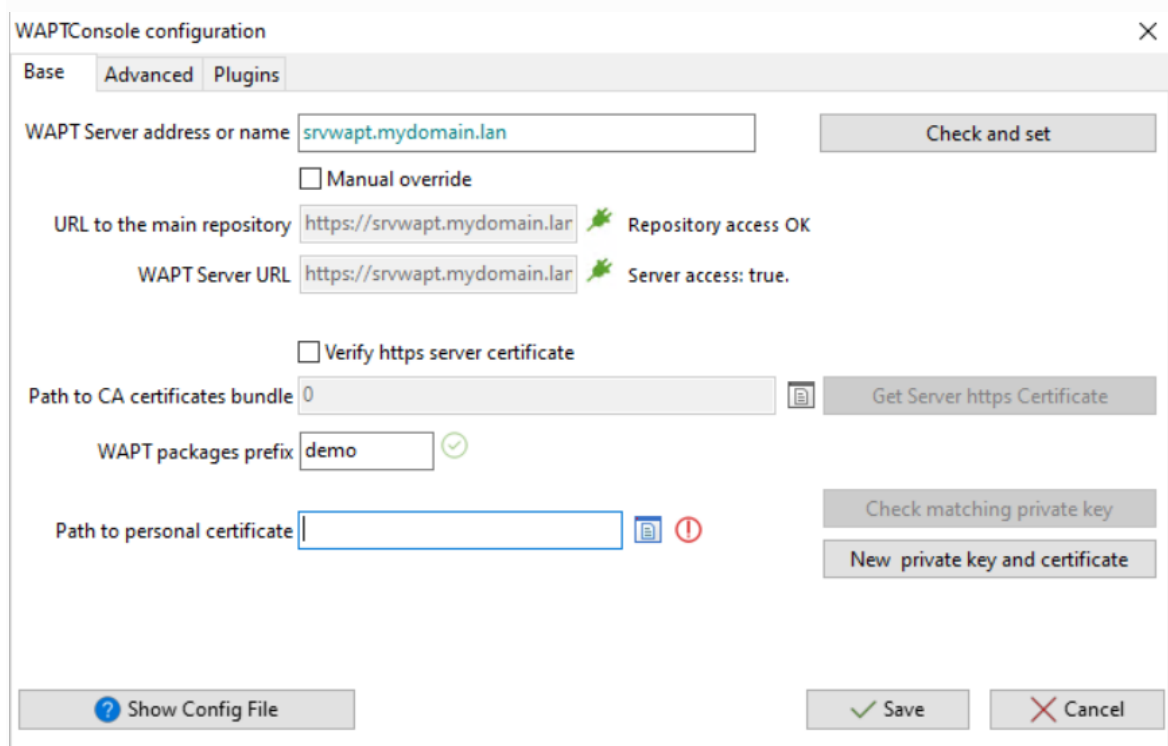 WAPTConsole configuration
Base Advanced Plugins
WAPT Server address or name srvwapt.mydomain.lan Check and set
Manual override
URL to the main repository https://srvwapt.mydomain.lar Repository access OK
WAPT Server URL https://srvwapt.mydomain.lar Server access: true.
Verify https server certificate
Path to CA certificates bundle 0 Get Server https Certificate
WAPT packages prefix demo
Check matching private key
Path to personal certificate
New private key and certificate
Show Config File Save Cancel